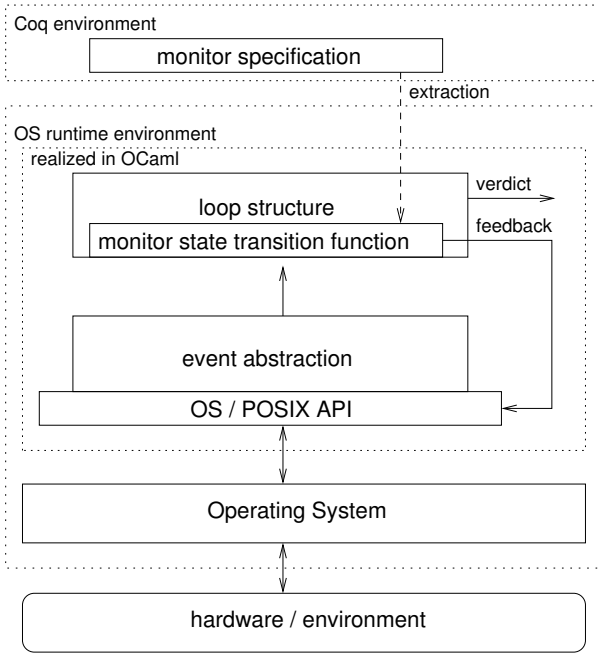 Coq environment
monitor specification
extraction
OS runtime environment
realized in OCaml
verdict
loop structure
feedback
monitor state transition function
event abstraction
OS / POSIX API
Operating System
hardware / environment